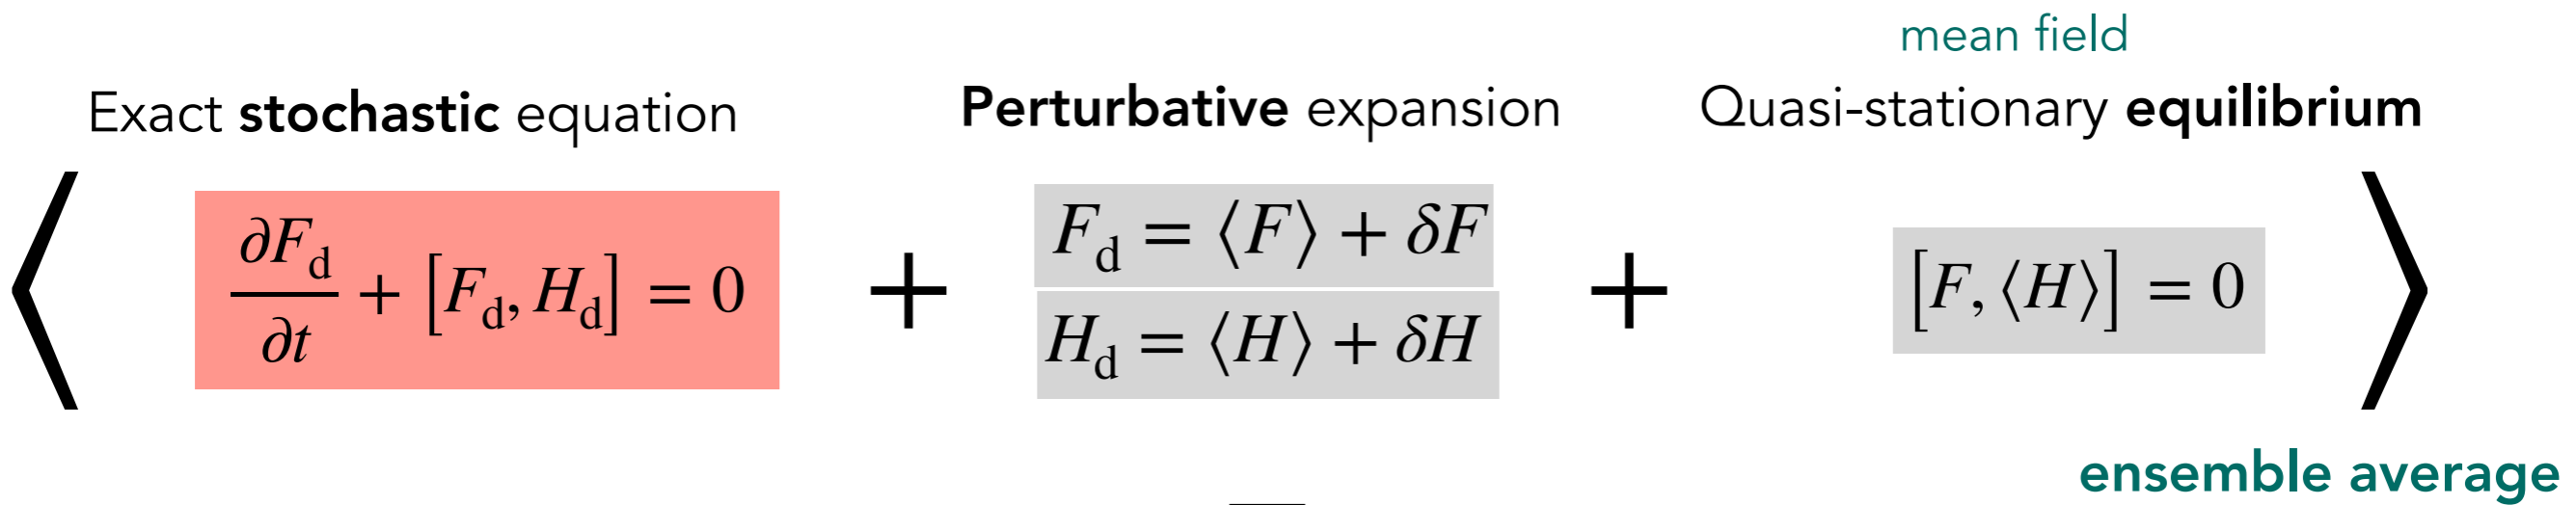 mean field
Exact stochastic equation
Perturbative expansion
Quasi-stationary equilibrium
⟨ ∂F_d/∂t + [F_d, H_d] = 0 + F_d = ⟨F⟩ + δF
H_d = ⟨H⟩ + δH
+ [F, ⟨H⟩] = 0 ⟩
ensemble average